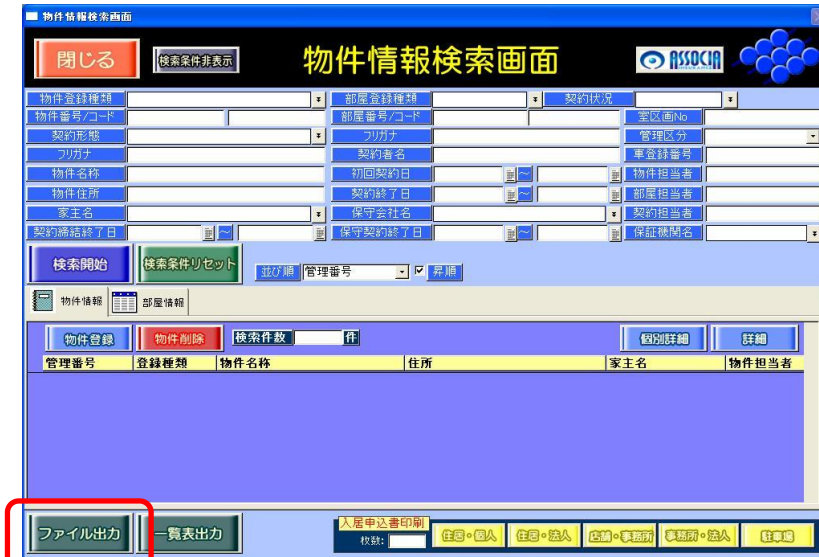 物件情報検索画面
閉じる 検索条件非表示 物件情報検索画面 ASSOCIA
物件登録種類 部屋登録種類 契約状況
物件番号/コード 部屋番号/コード 室区画No
契約形態 フリガナ 管理区分
フリガナ 契約者名 車登録番号
物件名称 初回契約日 ～ 物件担当者
物件住所 契約終了日 ～ 部屋担当者
家主名 保守会社名 契約担当者
契約締結終了日 ～ 保守契約終了日 ～ 保証機関名
検索開始 検索条件リセット 並び順 管理番号 昇順
物件情報 部屋情報
物件登録 物件削除 検索件数 件 個別詳細 詳細
管理番号 登録種類 物件名称 住所 家主名 物件担当者
ファイル出力 一覧表出力 入居申込書印刷
枚数: 住居・個人 住居・法人 店舗・事務所 事務所・法人 駐車場